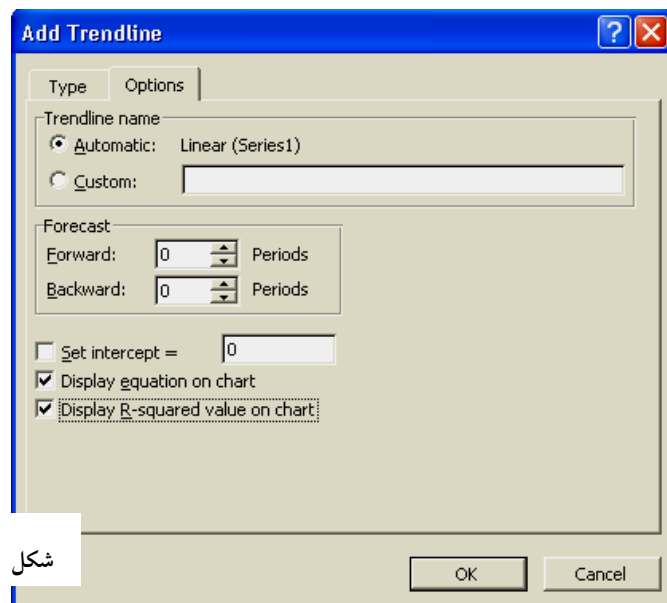 Add Trendline
Type Options
Trendline name
Automatic: Linear (Series1)
Custom:
Forecast
Forward: 0 Periods
Backward: 0 Periods
Set intercept = 0
Display equation on chart
Display R-squared value on chart
شکل
OK Cancel